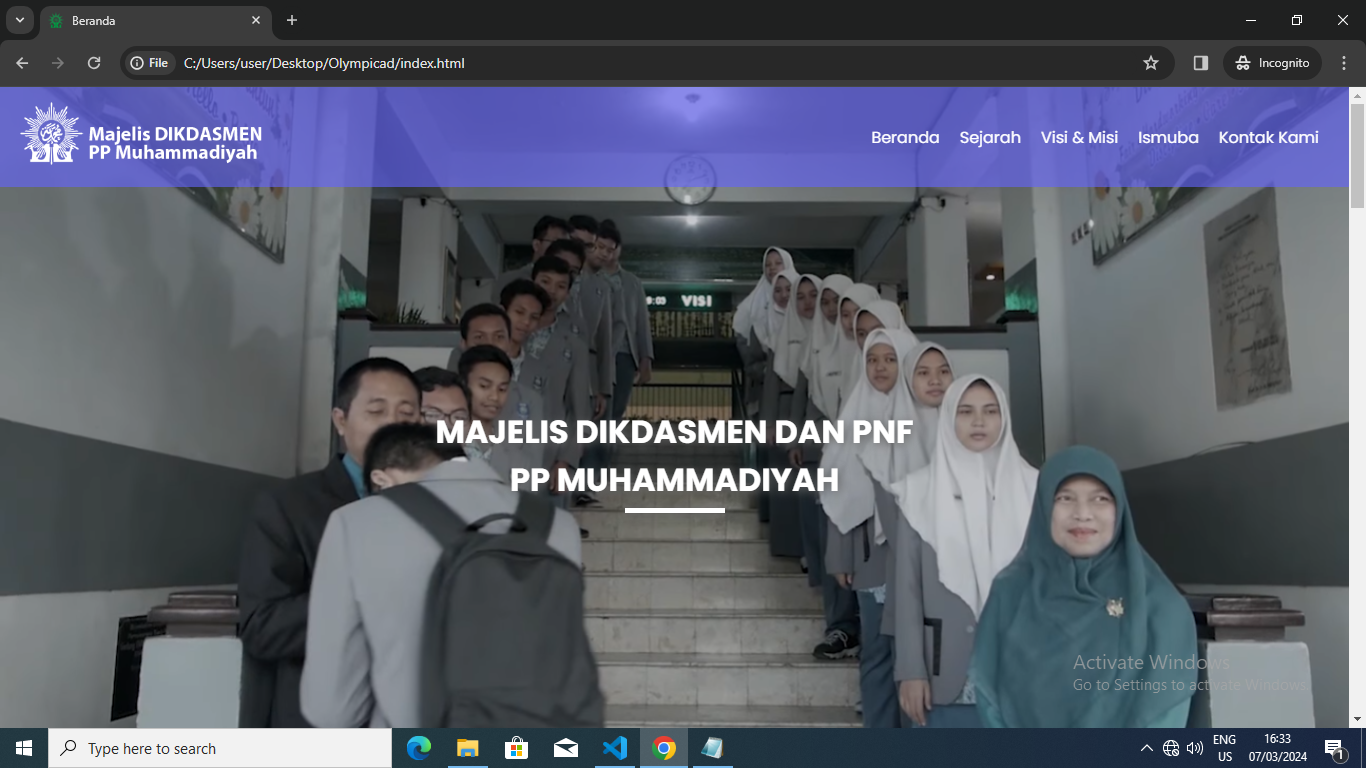 Beranda
File
C:/Users/user/Desktop/Olympicad/index.html
Incognito
Majelis DIKDASMEN
PP Muhammadiyah
Beranda Sejarah Visi & Misi Ismuba Kontak Kami
VISI
MAJELIS DIKDASMEN DAN PNF
PP MUHAMMADIYAH
Activate Windows
Go to Settings to activate Windows.
Type here to search
ENG
US
16:33
07/03/2024
1